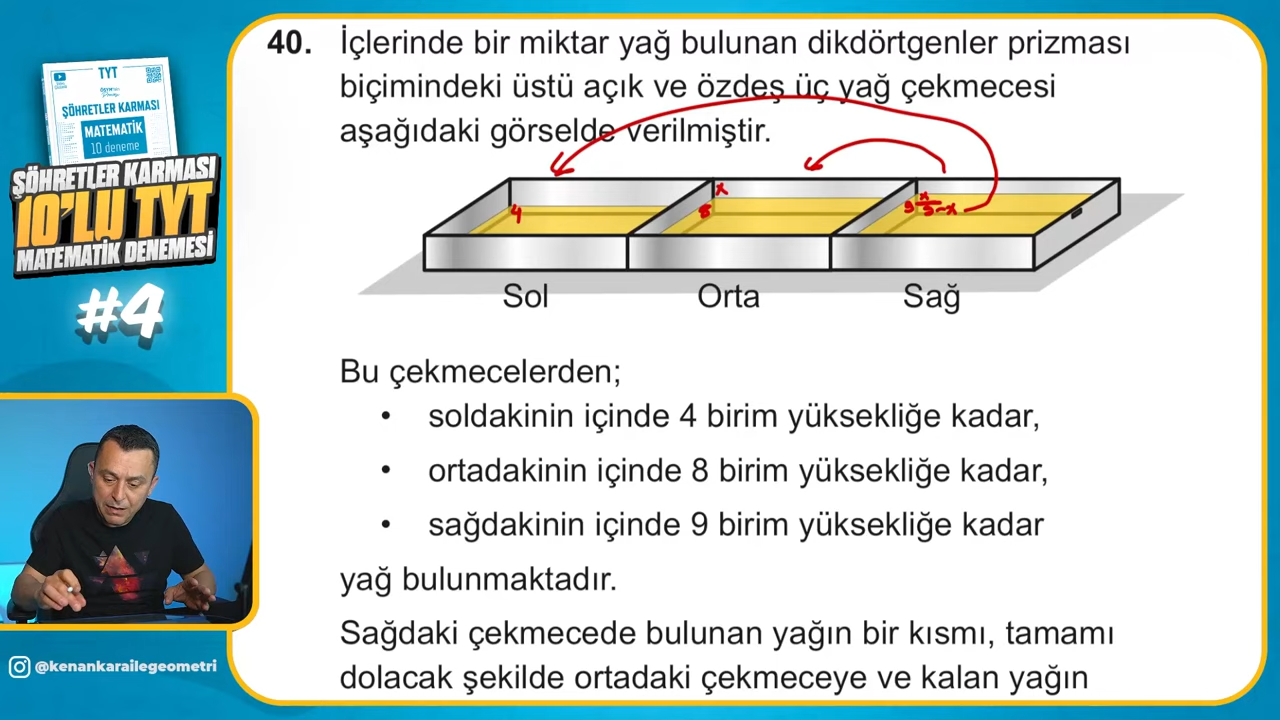 TYT
ŞÖHRETLER KARMASI
MATEMATİK
10 deneme
ŞÖHRETLER KARMASI
10'LU TYT
MATEMATİK DENEMESİ
#4
@kenankarailegeometri
40. İçlerinde bir miktar yağ bulunan dikdörtgenler prizması
biçimindeki üstü açık ve özdeş üç yağ çekmecesi
aşağıdaki görselde verilmiştir.
4
x
8
9
x
5-x
Sol Orta Sağ
Bu çekmecelerden;
• soldakinin içinde 4 birim yüksekliğe kadar,
• ortadakinin içinde 8 birim yüksekliğe kadar,
• sağdakinin içinde 9 birim yüksekliğe kadar
yağ bulunmaktadır.
Sağdaki çekmecede bulunan yağın bir kısmı, tamamı
dolacak şekilde ortadaki çekmeceye ve kalan yağın